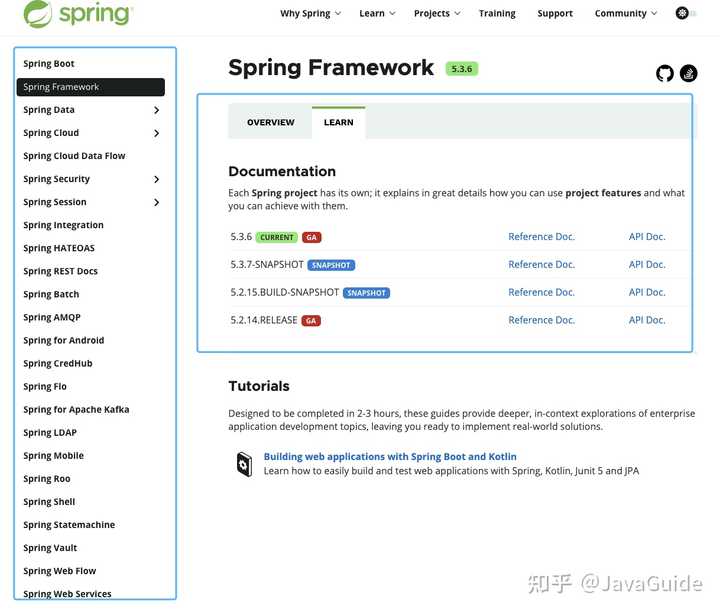 spring
Why Spring
Learn
Projects
Training
Support
Community
Spring Boot
Spring Framework
Spring Data
Spring Cloud
Spring Cloud Data Flow
Spring Security
Spring Session
Spring Integration
Spring HATEOAS
Spring REST Docs
Spring Batch
Spring AMQP
Spring for Android
Spring CredHub
Spring Flo
Spring for Apache Kafka
Spring LDAP
Spring Mobile
Spring Roo
Spring Shell
Spring Statemachine
Spring Vault
Spring Web Flow
Spring Web Services
Spring Framework 5.3.6
OVERVIEW
LEARN
Documentation
Each Spring project has its own; it explains in great details how you can use project features and what
you can achieve with them.
5.3.6 CURRENT GA Reference Doc. API Doc.
5.3.7-SNAPSHOT SNAPSHOT Reference Doc. API Doc.
5.2.15.BUILD-SNAPSHOT SNAPSHOT Reference Doc. API Doc.
5.2.14.RELEASE GA Reference Doc. API Doc.
Tutorials
Designed to be completed in 2-3 hours, these guides provide deeper, in-context explorations of enterprise
application development topics, leaving you ready to implement real-world solutions.
Building web applications with Spring Boot and Kotlin
Learn how to easily build and test web applications with Spring, Kotlin, Junit 5 and JPA
知乎 @JavaGuide